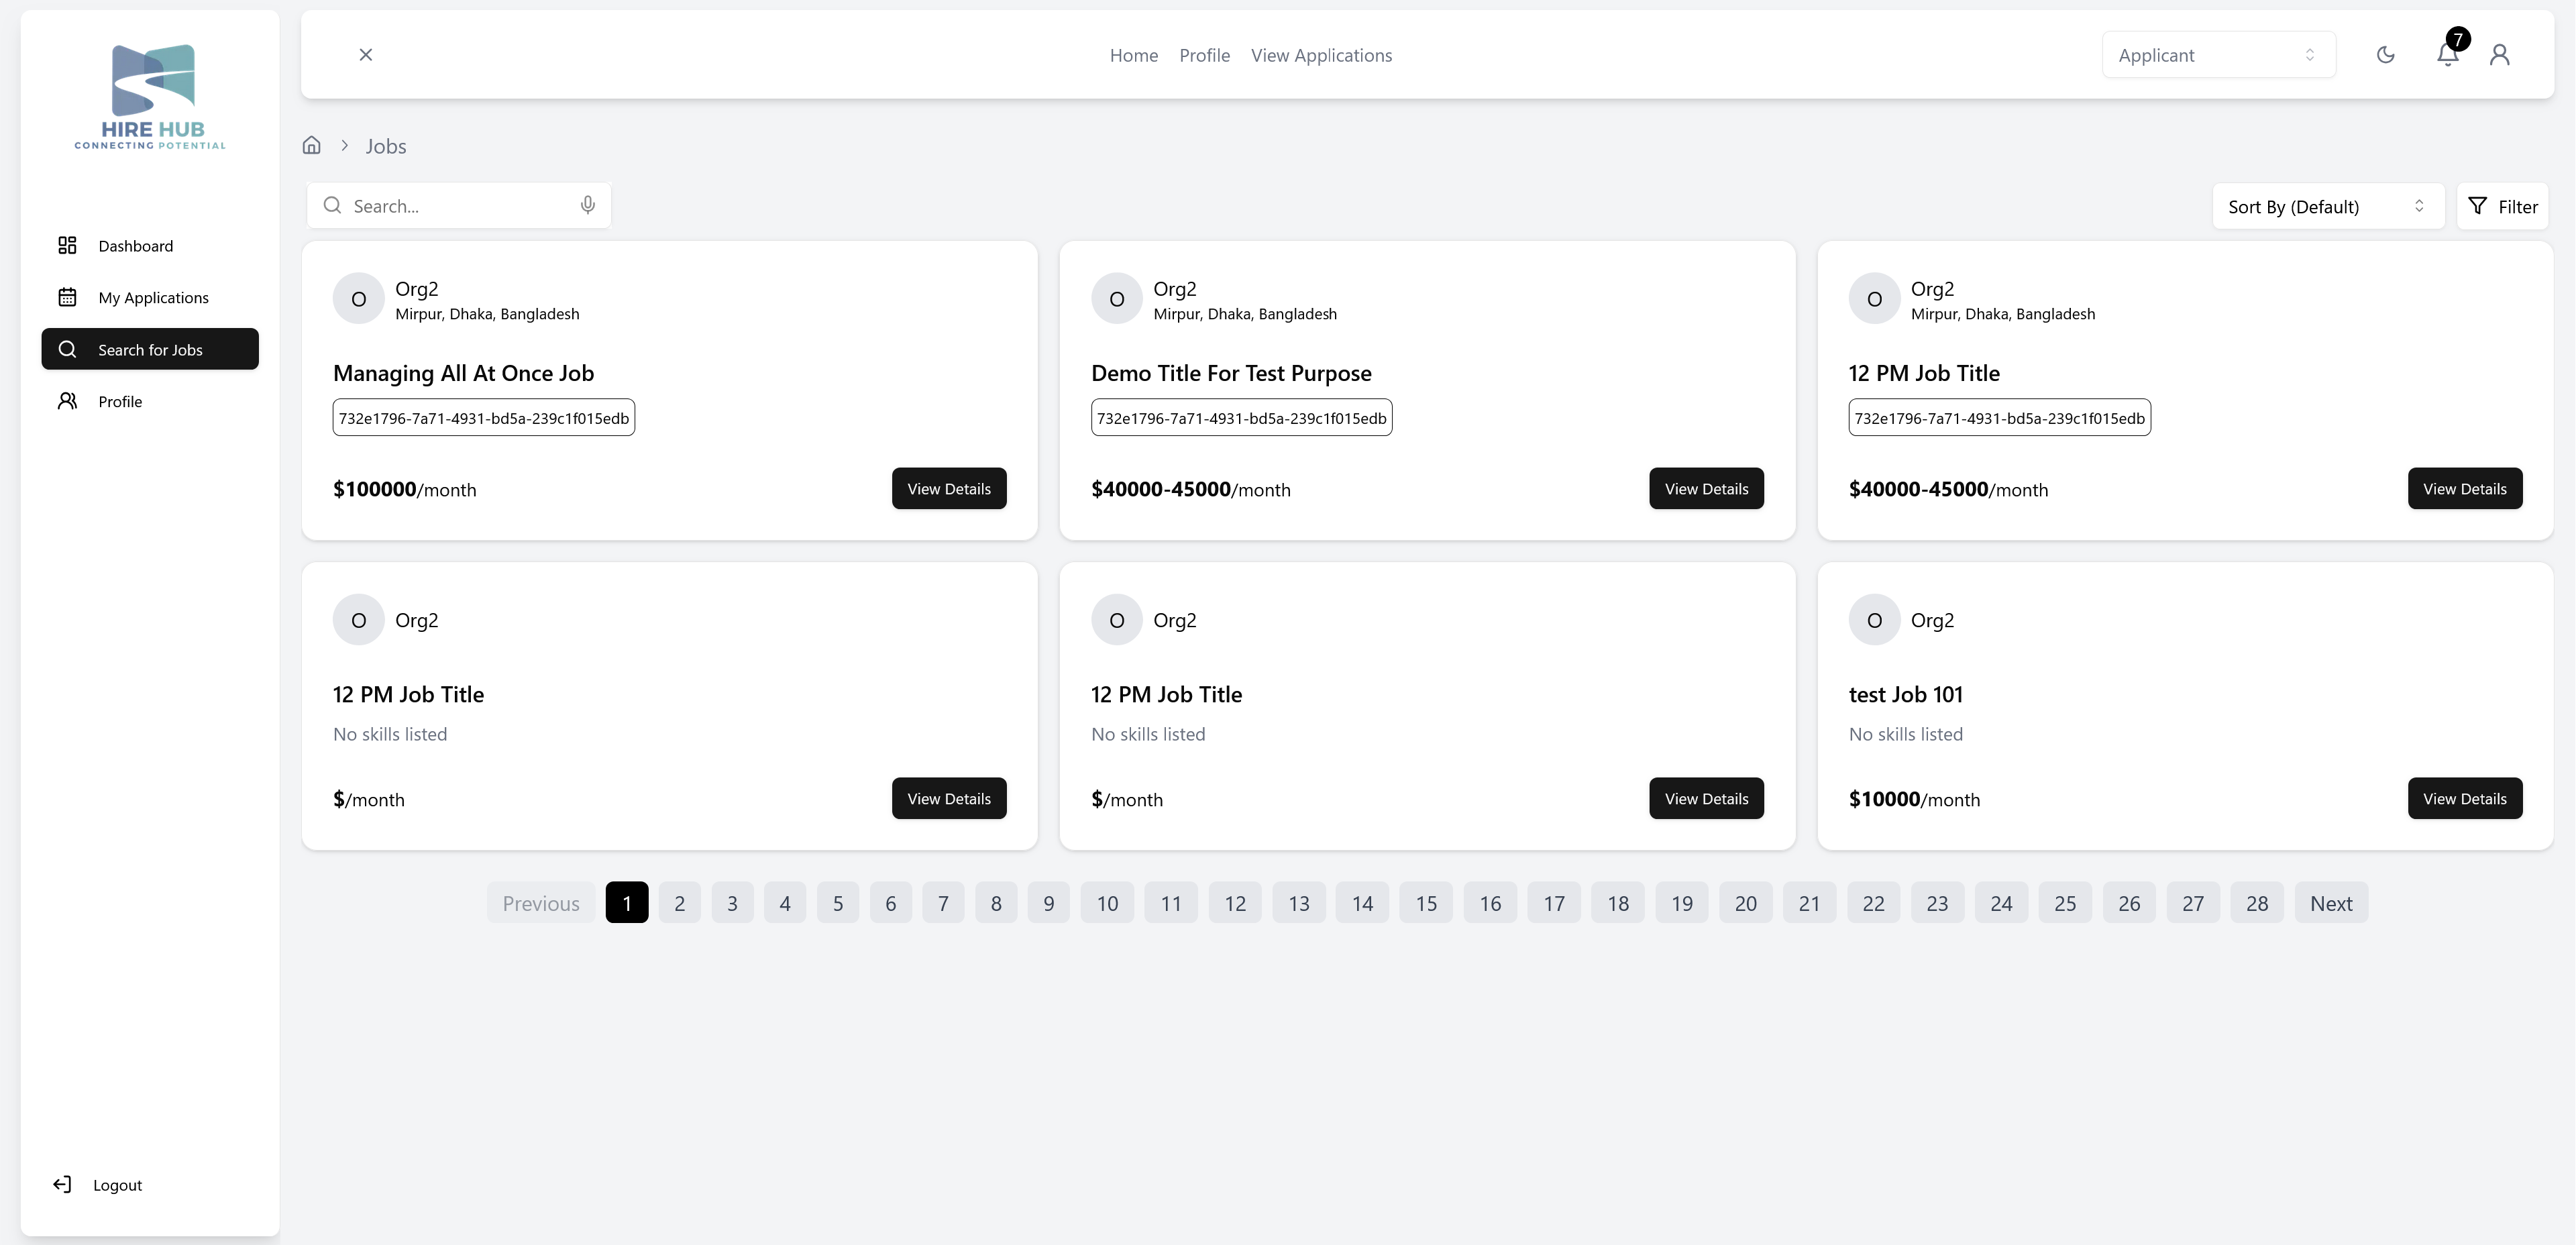 HIRE HUB
CONNECTING POTENTIAL
Dashboard
My Applications
Search for Jobs
Profile
Logout
Home Profile View Applications
Applicant
7
Jobs
Search...
Sort By (Default)
Filter
O
Org2
Mirpur, Dhaka, Bangladesh
Managing All At Once Job
732e1796-7a71-4931-bd5a-239c1f015edb
$100000/month
View Details
O
Org2
Mirpur, Dhaka, Bangladesh
Demo Title For Test Purpose
732e1796-7a71-4931-bd5a-239c1f015edb
$40000-45000/month
View Details
O
Org2
Mirpur, Dhaka, Bangladesh
12 PM Job Title
732e1796-7a71-4931-bd5a-239c1f015edb
$40000-45000/month
View Details
O
Org2
12 PM Job Title
No skills listed
$/month
View Details
O
Org2
12 PM Job Title
No skills listed
$/month
View Details
O
Org2
test Job 101
No skills listed
$10000/month
View Details
Previous 1 2 3 4 5 6 7 8 9 10 11 12 13 14 15 16 17 18 19 20 21 22 23 24 25 26 27 28 Next